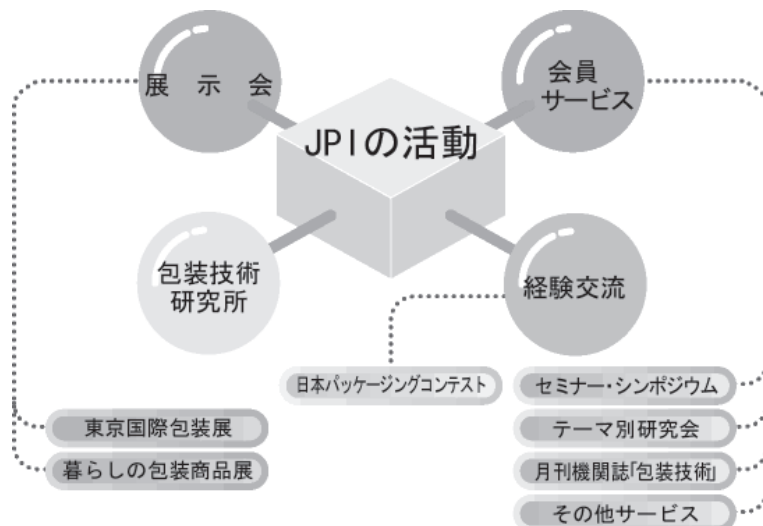 展示会
会員
サービス
JPIの活動
包装技術
研究所
経験交流
日本パッケージングコンテスト
セミナー・シンポジウム
東京国際包装展
テーマ別研究会
暮らしの包装商品展
月刊機関誌「包装技術」
その他サービス